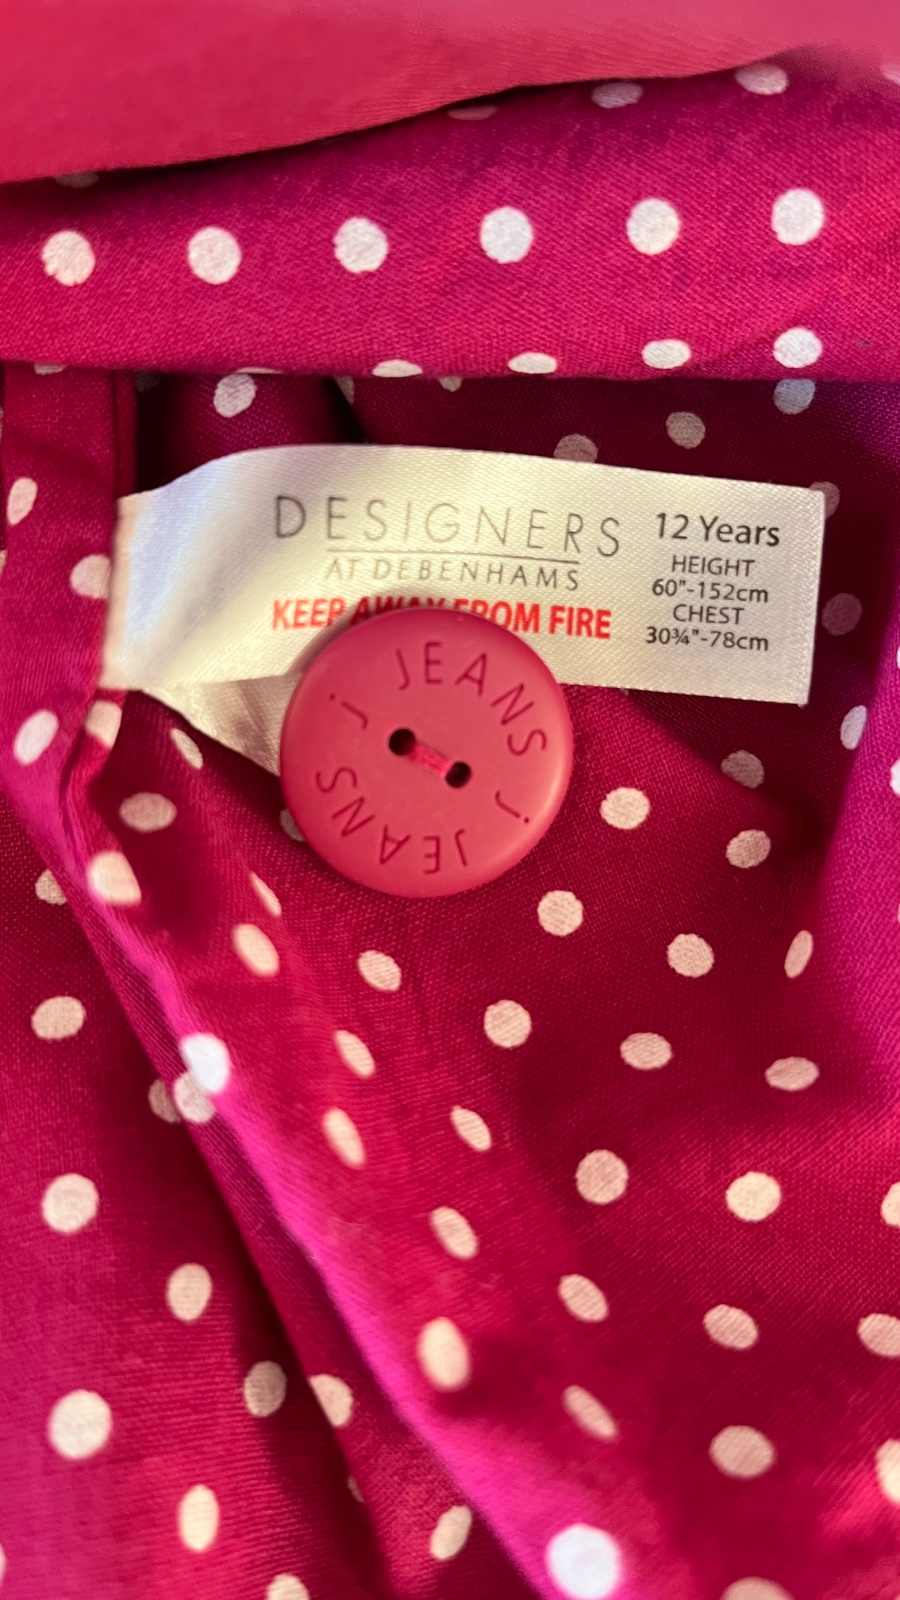 DESIGNERS
AT DEBENHAMS
KEEP AWAY FROM FIRE
12 Years
HEIGHT
60"-152cm
CHEST
30¾"-78cm
j JEANS j JEANS